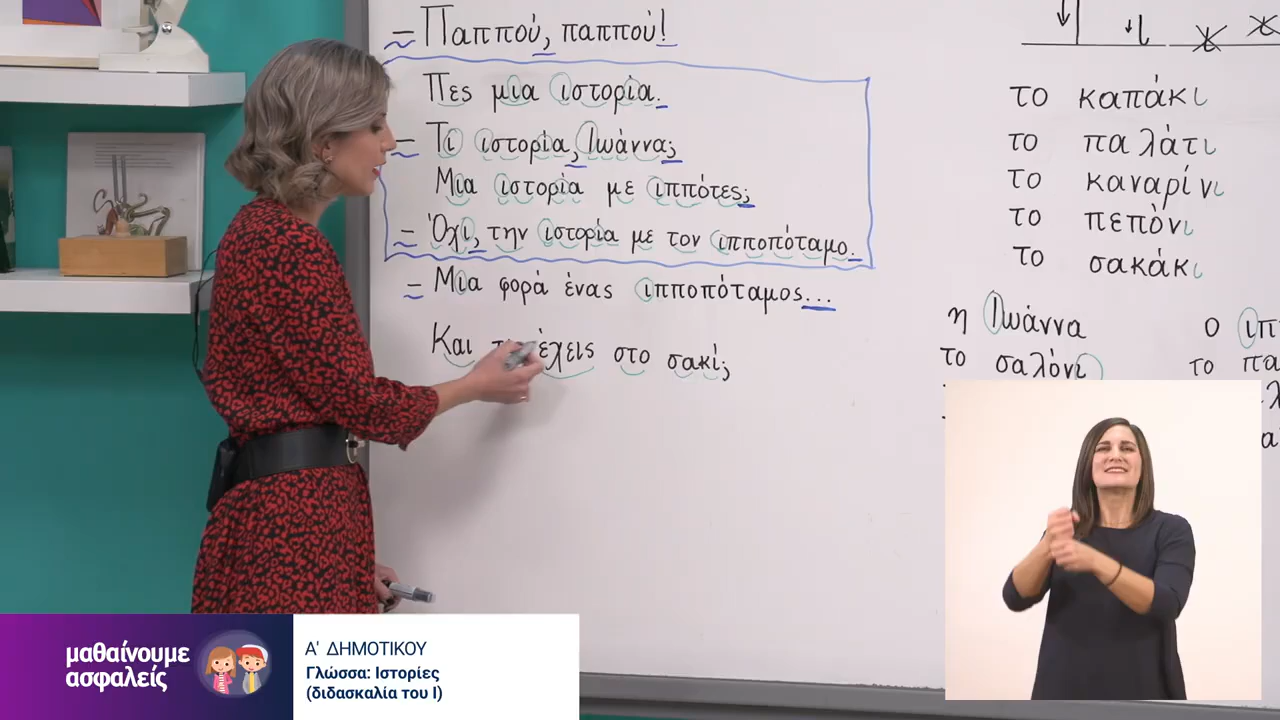 – Παππού, παππού!
Πες μια ιστορία.
– Τι ιστορία, Ιωάννα;
Μια ιστορία με ιππότες;
– Όχι, την ιστορία με τον ιπποπόταμο.
– Μια φορά ένας ιπποπόταμος...
Και έχεις στο σακί;
το καπάκι
το παλάτι
το καναρίνι
το πεπόνι
το σακάκι
η Ιωάννα
ο
το σαλόνι
το
μαθαίνουμε
ασφαλείς
Α' ΔΗΜΟΤΙΚΟΥ
Γλώσσα: Ιστορίες
(διδασκαλία του Ι)